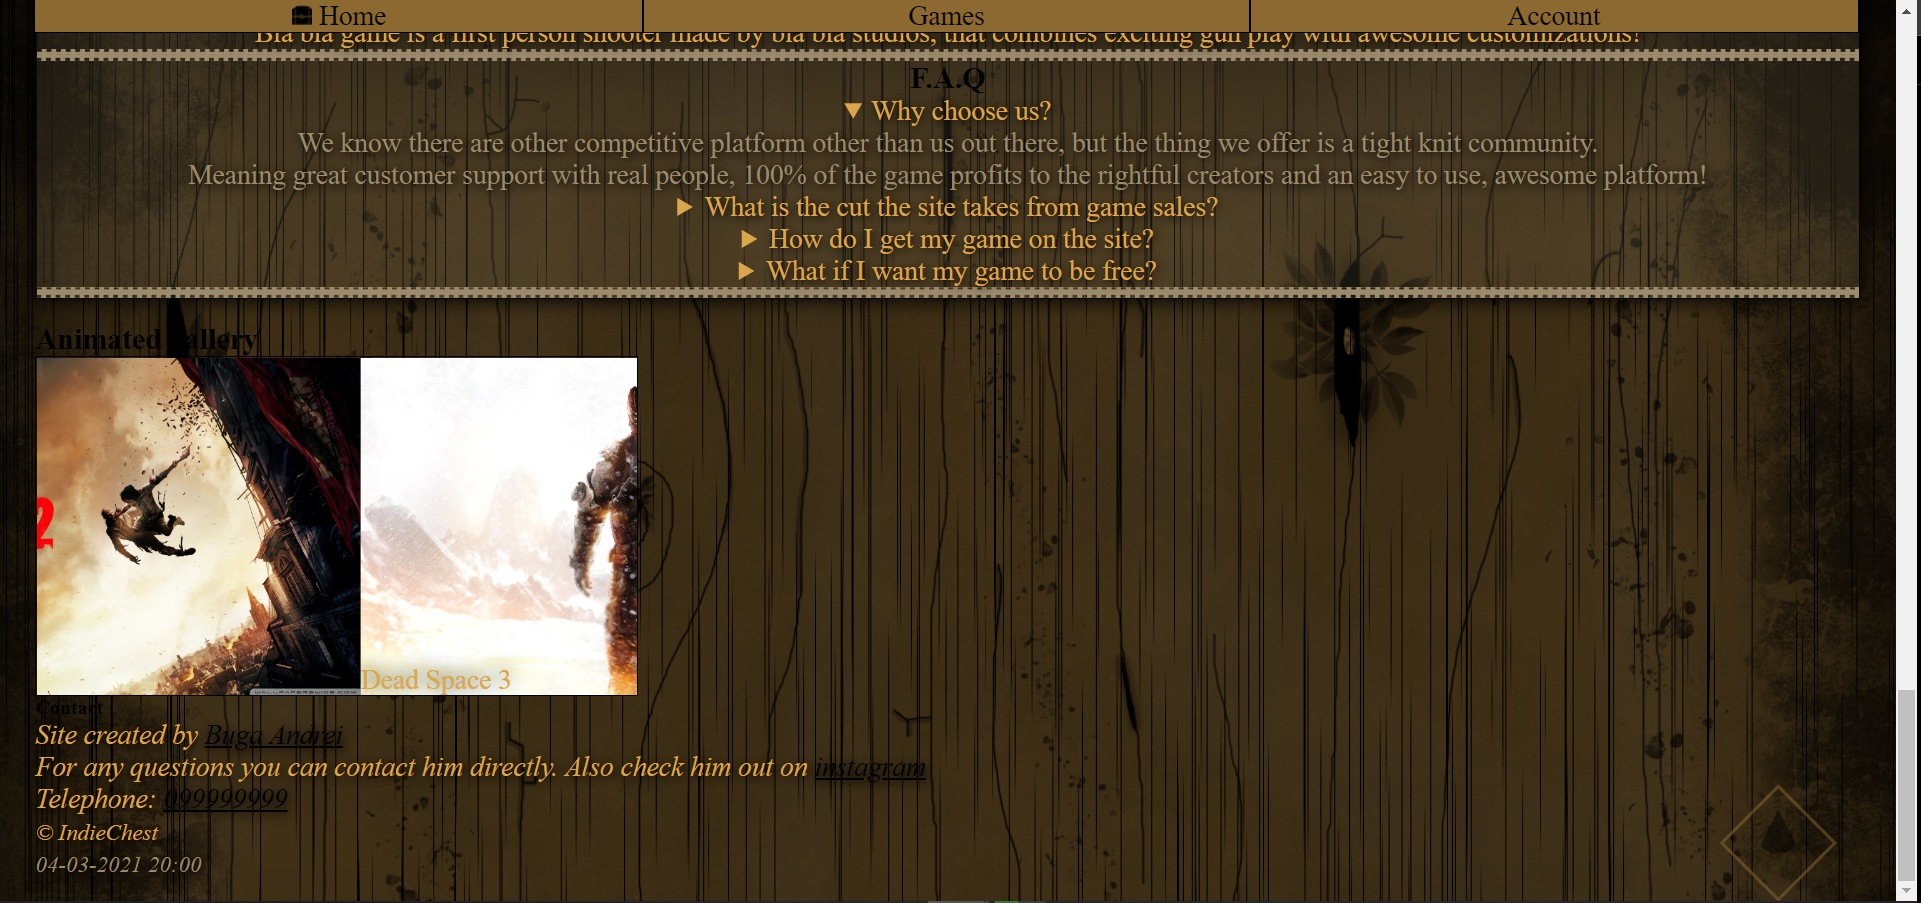 Home
Games
Account
Bla bla game is a first person shooter made by bla bla studios, that combines exciting gun play with awesome customizations!
F.A.Q
▼ Why choose us?
We know there are other competitive platform other than us out there, but the thing we offer is a tight knit community.
Meaning great customer support with real people, 100% of the game profits to the rightful creators and an easy to use, awesome platform!
▶ What is the cut the site takes from game sales?
▶ How do I get my game on the site?
▶ What if I want my game to be free?
Animated Gallery
2
Dead Space 3
Contact
Site created by Buga Andrei
For any questions you can contact him directly. Also check him out on instagram
Telephone: 099999999
© IndieChest
04-03-2021 20:00